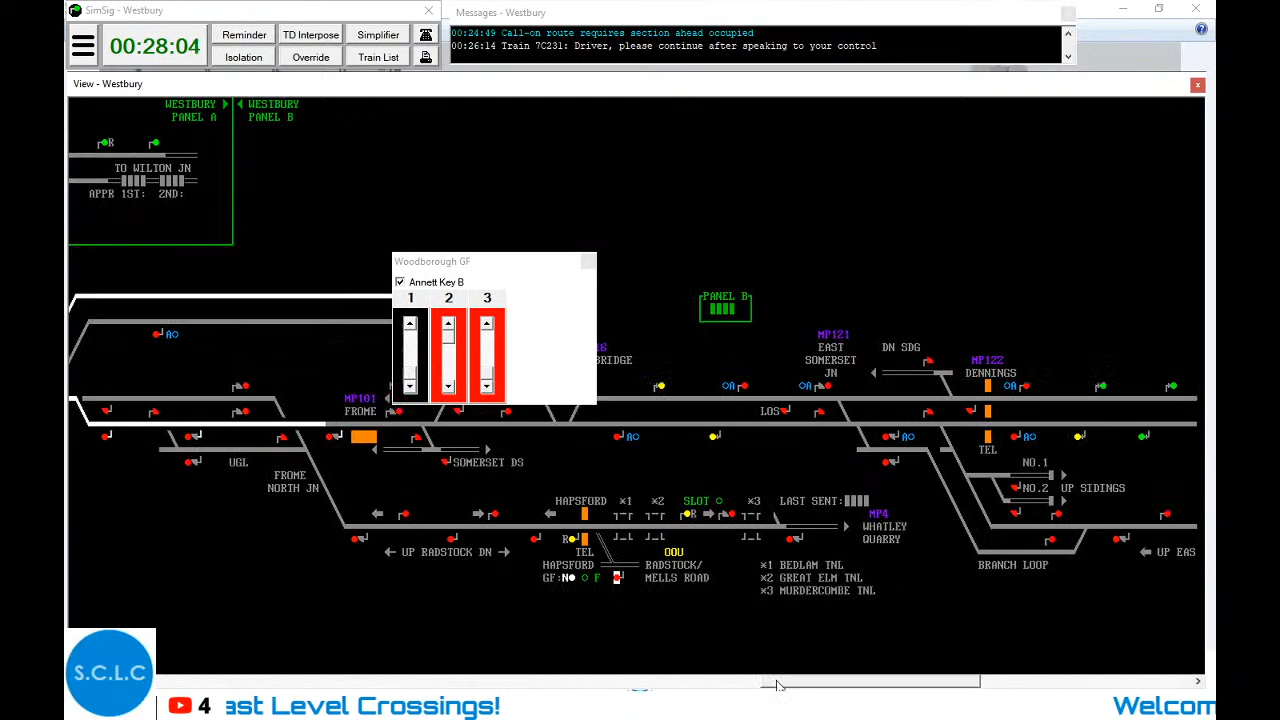 SimSig - Westbury
Messages - Westbury
00:28:04
Reminder
TD Interpose
Simplifier
Isolation
Override
Train List
00:24:49 Call-on route requires section ahead occupied
00:26:14 Train 7C231: Driver, please continue after speaking to your control
View - Westbury
WESTBURY
PANEL A
WESTBURY
PANEL B
R
TO WILTON JN
APPR 1ST: 2ND:
Woodborough GF
Annett Key B
1 2 3
PANEL B
A
BRIDGE
MP121
EAST
SOMERSET
JN
DN SDG
MP122
DENNINGS
A
A
A
MP101
FROME
LOS
A
A
A
TEL
UGL
SOMERSET DS
FROME
NORTH JN
NO.1
NO.2 UP SIDINGS
HAPSFORD
×1
×2
SLOT
×3
LAST SENT:
R
MP4
WHATLEY
QUARRY
UP RADSTOCK DN
R
TEL
OOU
HAPSFORD
GF:N F
RADSTOCK/
MELLS ROAD
×1 BEDLAM TNL
×2 GREAT ELM TNL
×3 MURDERCOMBE TNL
BRANCH LOOP
UP EAS
S.C.L.C
4
ast Level Crossings!
Welcom